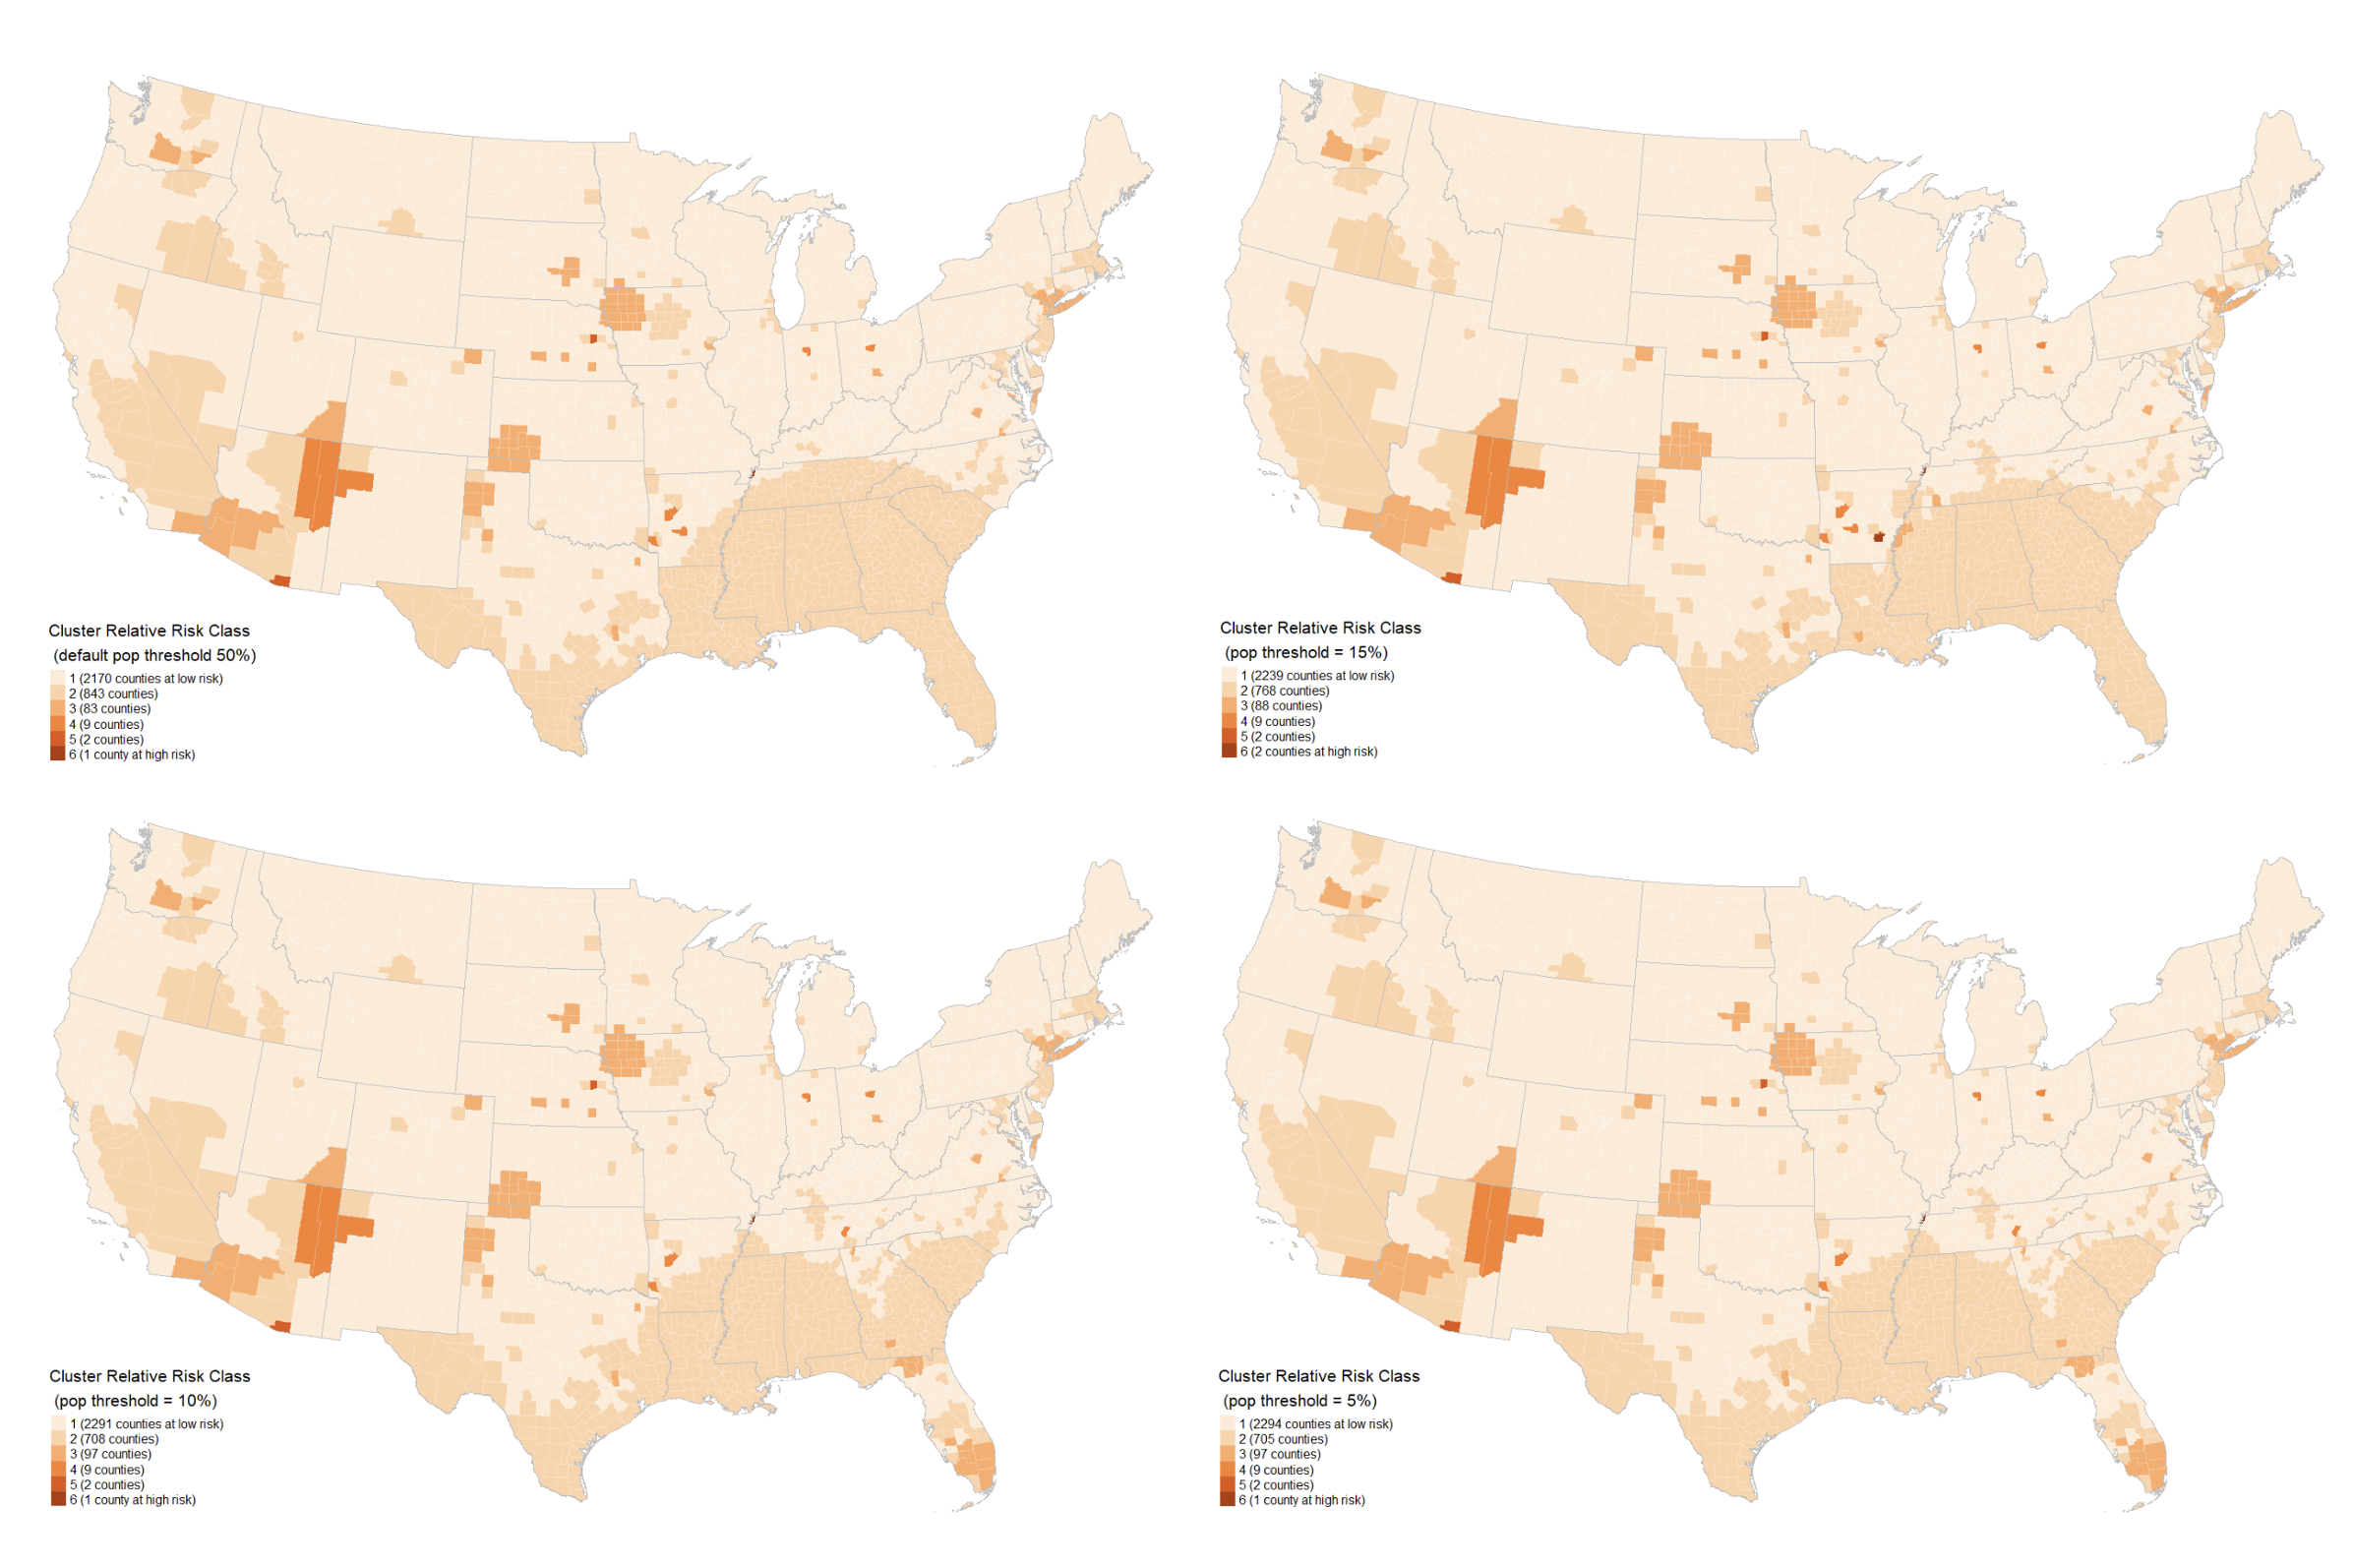 Cluster Relative Risk Class
(default pop threshold 50%)
1 (2170 counties at low risk)
2 (843 counties)
3 (83 counties)
4 (9 counties)
5 (2 counties)
6 (1 county at high risk)
Cluster Relative Risk Class
(pop threshold = 15%)
1 (2239 counties at low risk)
2 (768 counties)
3 (88 counties)
4 (9 counties)
5 (2 counties)
6 (2 counties at high risk)
Cluster Relative Risk Class
(pop threshold = 10%)
1 (2291 counties at low risk)
2 (708 counties)
3 (97 counties)
4 (9 counties)
5 (2 counties)
6 (1 county at high risk)
Cluster Relative Risk Class
(pop threshold = 5%)
1 (2294 counties at low risk)
2 (705 counties)
3 (97 counties)
4 (9 counties)
5 (2 counties)
6 (1 county at high risk)